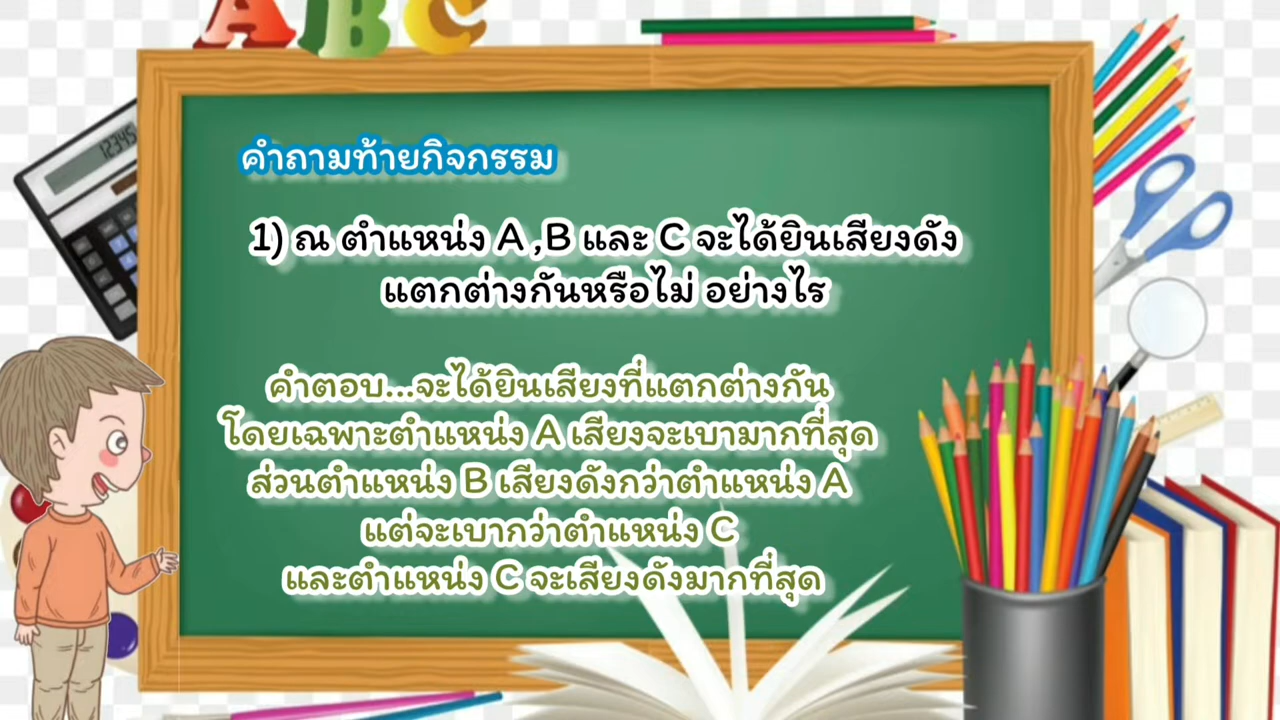 ABC
12345
คำถามท้ายกิจกรรม
1) ณ ตำแหน่ง A ,B และ C จะได้ยินเสียงดัง
แตกต่างกันหรือไม่ อย่างไร
คำตอบ...จะได้ยินเสียงที่แตกต่างกัน
โดยเฉพาะตำแหน่ง A เสียงจะเบามากที่สุด
ส่วนตำแหน่ง B เสียงดังกว่าตำแหน่ง A
แต่จะเบากว่าตำแหน่ง C
และตำแหน่ง C จะเสียงดังมากที่สุด